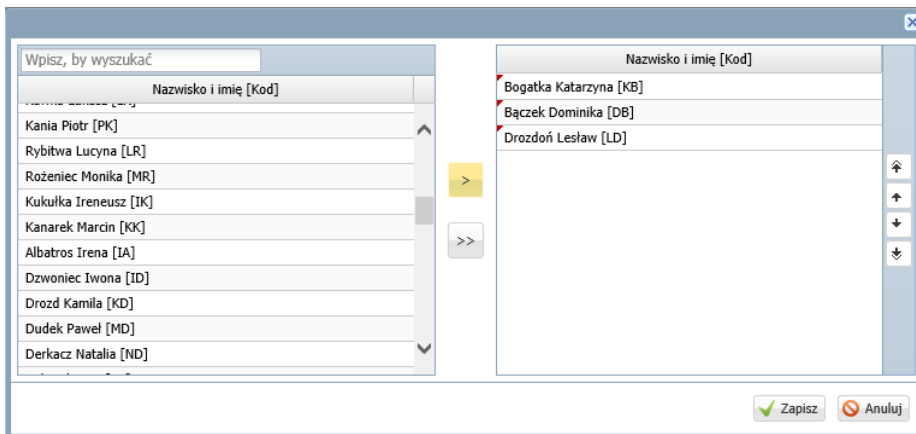 Wpisz, by wyszukać
Nazwisko i imię [Kod]
Kania Piotr [PK]
Rybitwa Lucyna [LR]
Rożeniec Monika [MR]
Kukułka Ireneusz [IK]
Kanarek Marcin [KK]
Albatros Irena [IA]
Dzwoniec Iwona [ID]
Drozd Kamila [KD]
Dudek Paweł [MD]
Derkacz Natalia [ND]
>
>>
Nazwisko i imię [Kod]
Bogatka Katarzyna [KB]
Bączek Dominika [DB]
Drozdoń Lesław [LD]
Zapisz
Anuluj